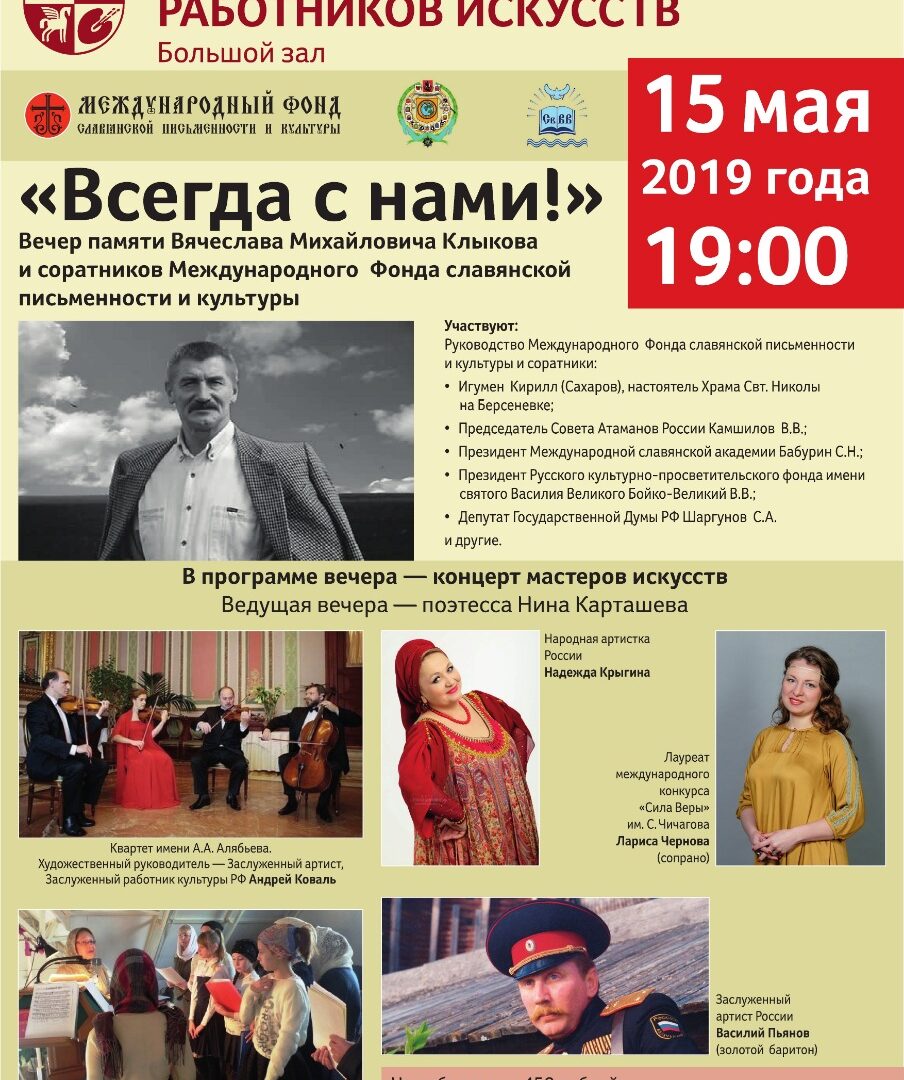 РАБОТНИКОВ ИСКУССТВ
Большой зал
МЕЖДУНАРОДНЫЙ ФОНД
СЛАВЯНСКОЙ ПИСЬМЕННОСТИ И КУЛЬТУРЫ
СвВВ
15 мая
2019 года
19:00
«Всегда с нами!»
Вечер памяти Вячеслава Михайловича Клыкова
и соратников Международного Фонда славянской
письменности и культуры
Участвуют:
Руководство Международного Фонда славянской письменности
и культуры и соратники:
• Игумен Кирилл (Сахаров), настоятель Храма Свт. Николы
на Берсеневке;
• Председатель Совета Атаманов России Камшилов В.В.;
• Президент Международной славянской академии Бабурин С.Н.;
• Президент Русского культурно-просветительского фонда имени
святого Василия Великого Бойко-Великий В.В.;
• Депутат Государственной Думы РФ Шаргунов С.А.
и другие.
В программе вечера — концерт мастеров искусств
Ведущая вечера — поэтесса Нина Карташева
Квартет имени А.А. Алябьева.
Художественный руководитель — Заслуженный артист,
Заслуженный работник культуры РФ Андрей Коваль
Народная артистка
России
Надежда Крыгина
Лауреат
международного
конкурса
«Сила Веры»
им. С. Чичагова
Лариса Чернова
(сопрано)
Заслуженный
артист России
Василий Пьянов
(золотой баритон)